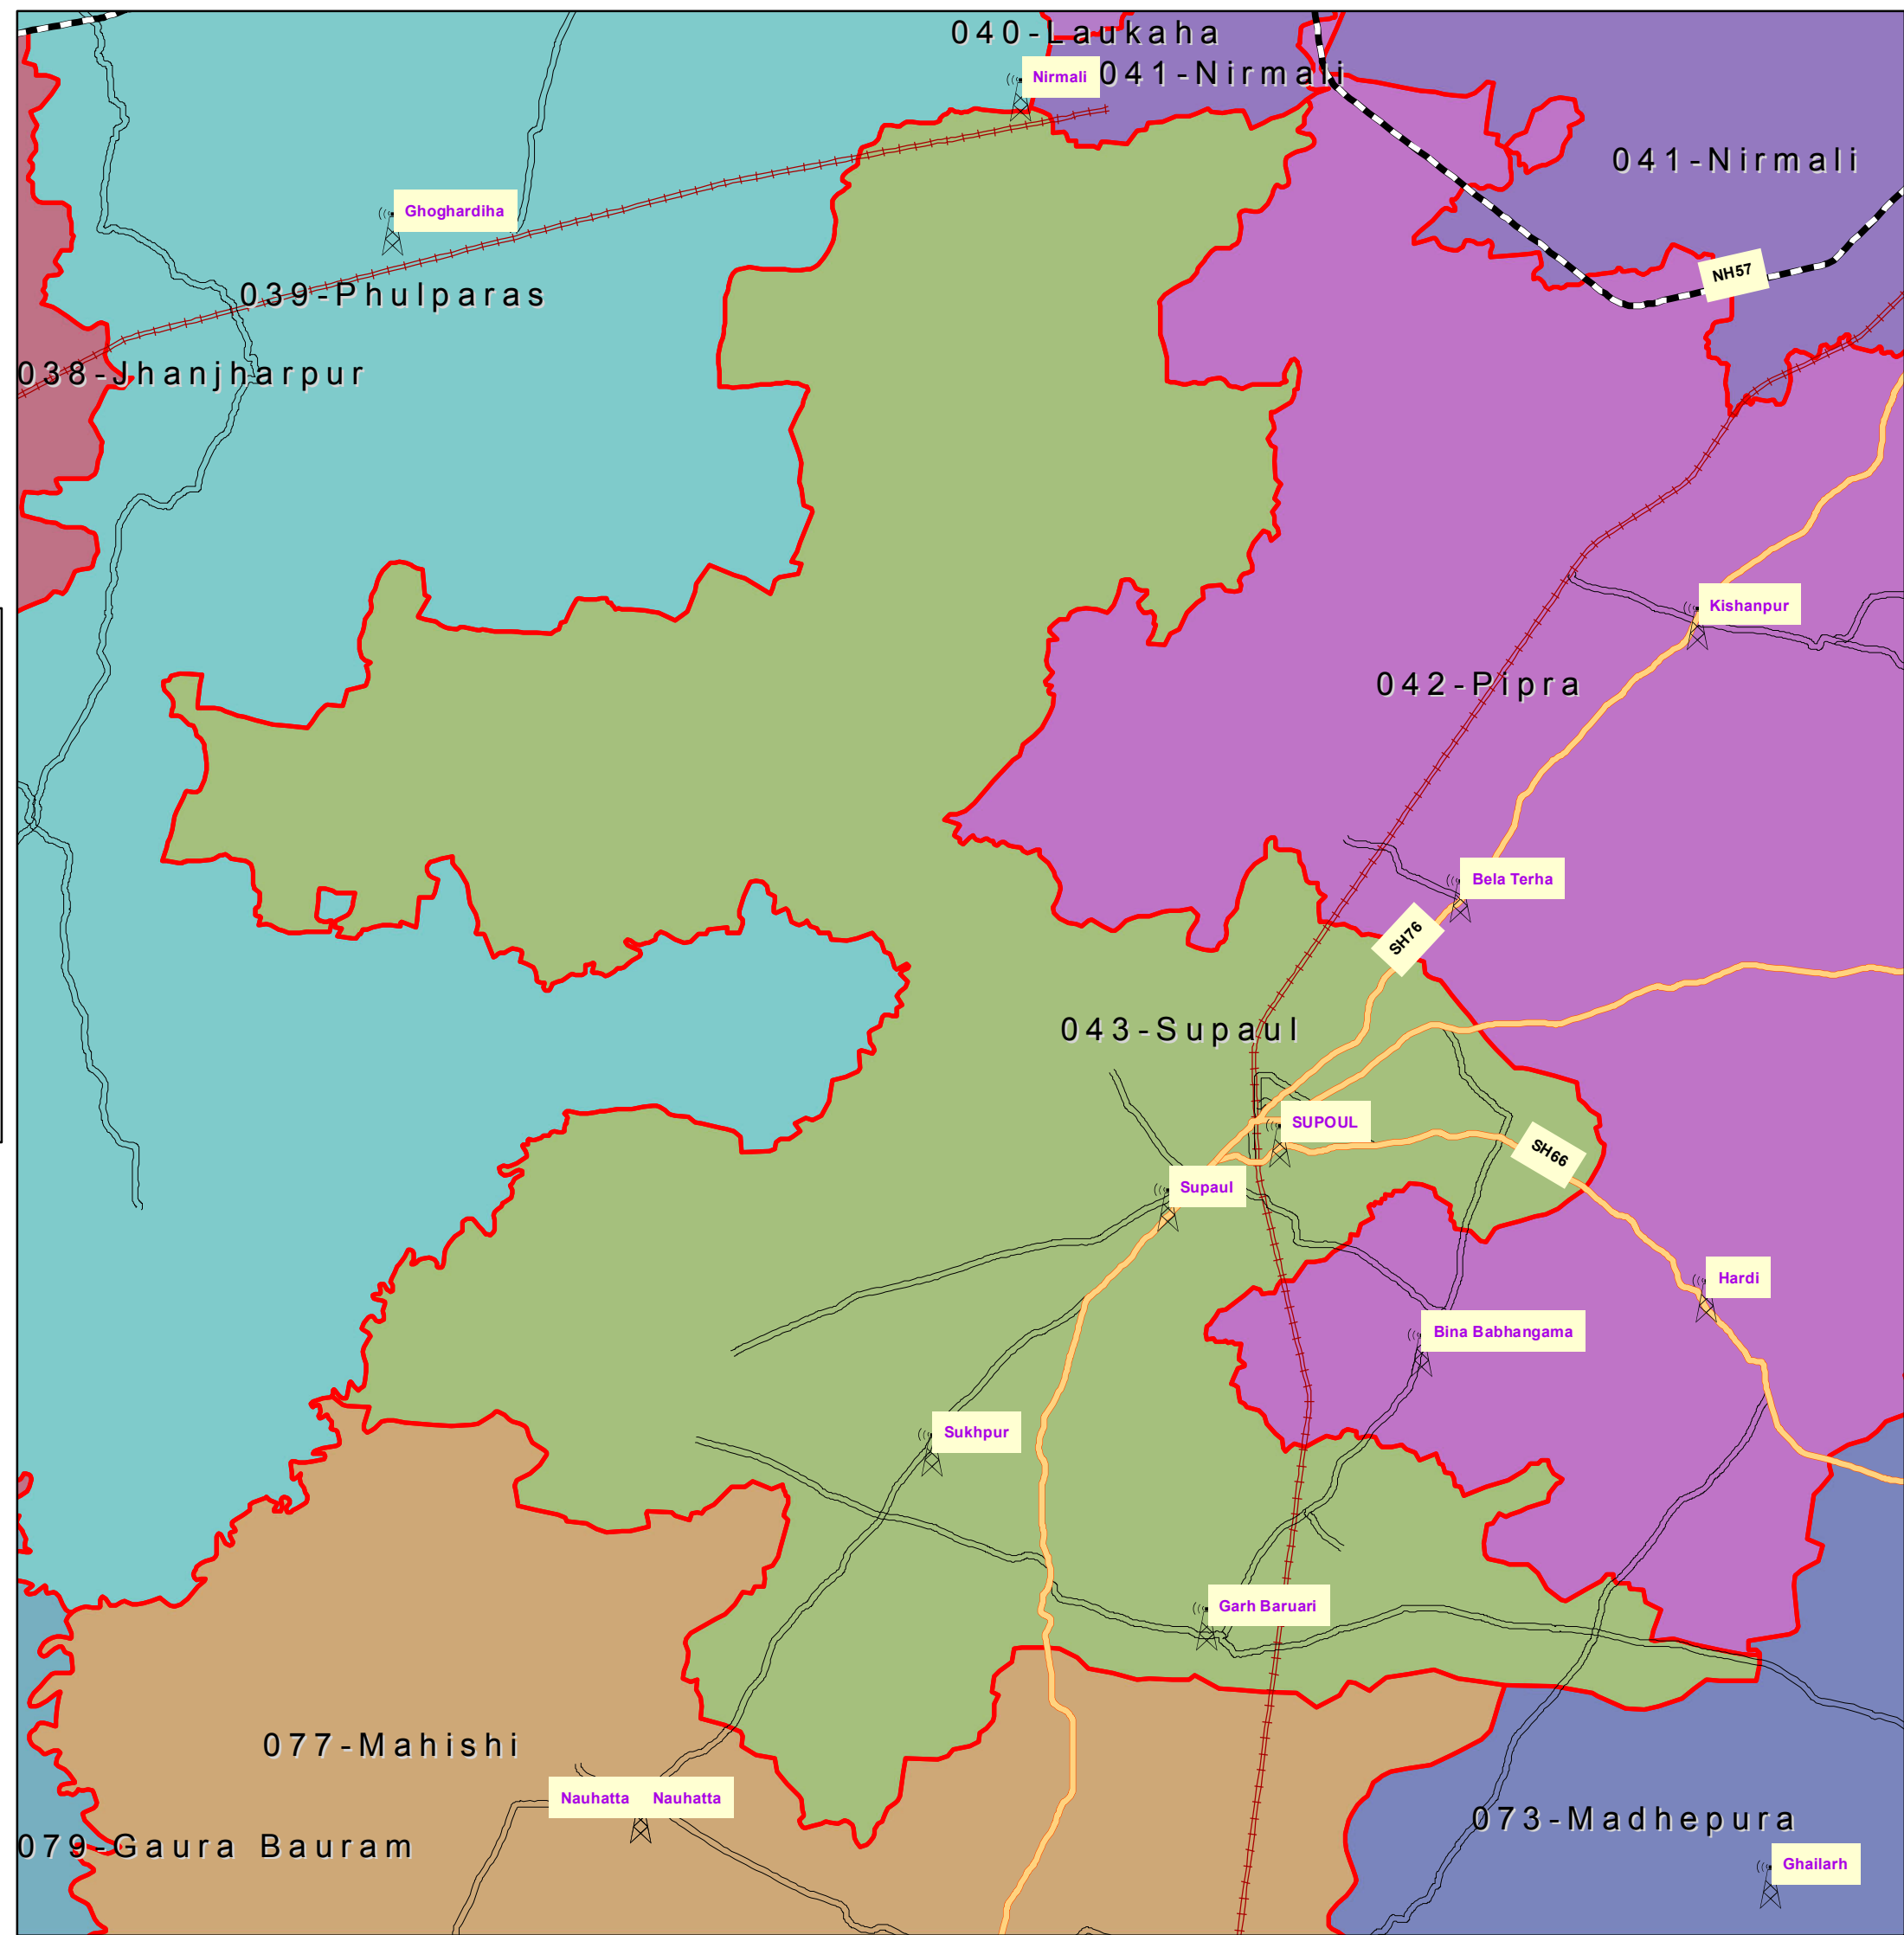 040-Laukaha
Nirmali
041-Nirmali
041-Nirmali
Ghoghardiha
NH57
039-Phulparas
038-Jhanjharpur
Kishanpur
042-Pipra
Bela Terha
SH76
043-Supaul
SUPOUL
SH66
Supaul
Hardi
Bina Babhangama
Sukhpur
Garh Baruari
077-Mahishi
Nauhatta Nauhatta
073-Madhepura
079-Gaura Bauram
Ghailarh